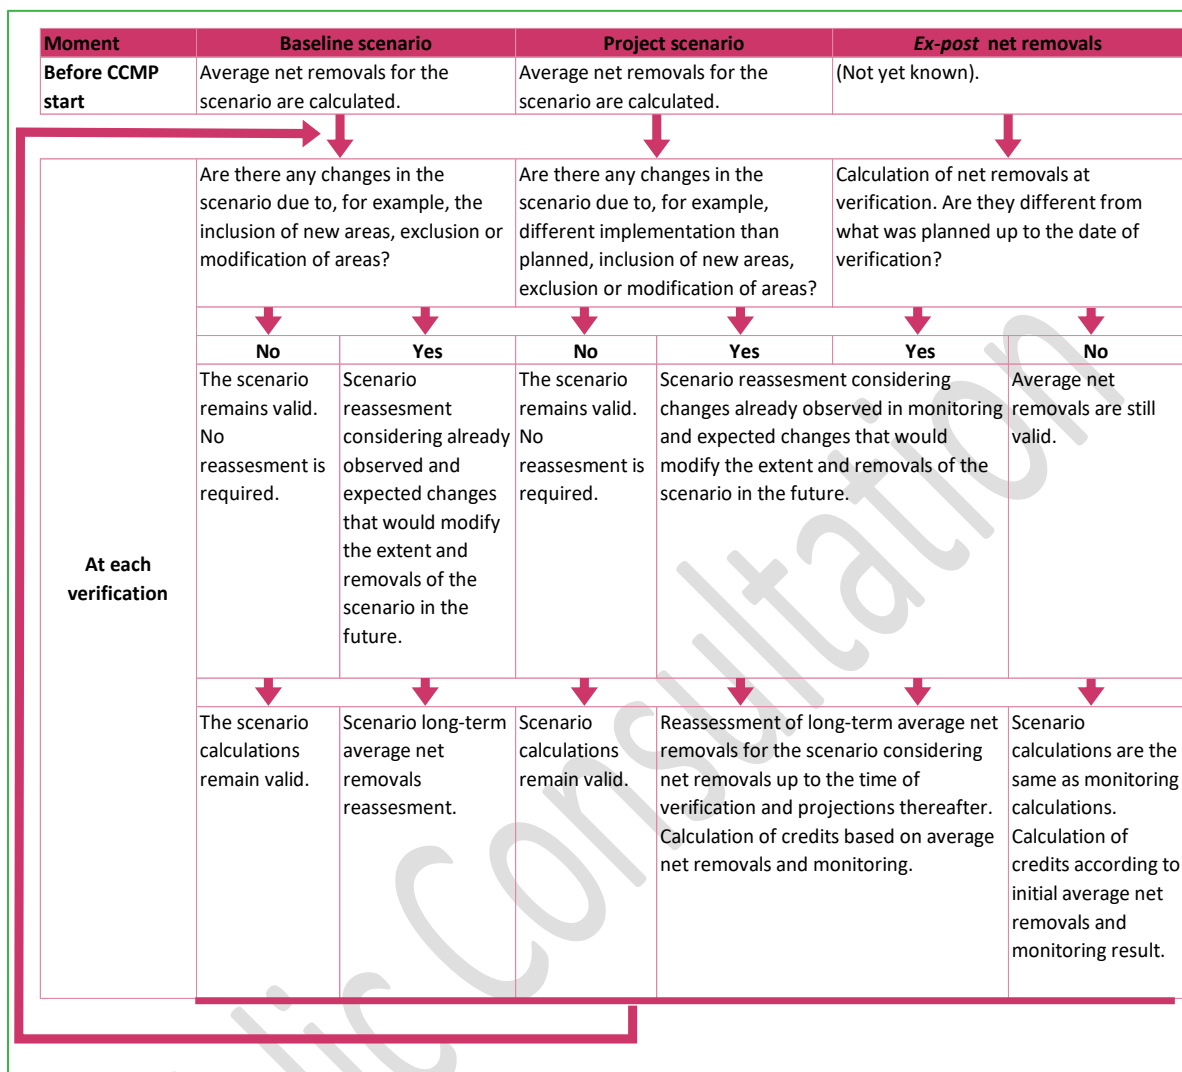 Moment
Baseline scenario
Project scenario
Ex-post net removals
Before CCMP
start
Average net removals for the
scenario are calculated.
Average net removals for the
scenario are calculated.
(Not yet known).
At each
verification
Are there any changes in the
scenario due to, for example, the
inclusion of new areas, exclusion or
modification of areas?
Are there any changes in the
scenario due to, for example,
different implementation than
planned, inclusion of new areas,
exclusion or modification of areas?
Calculation of net removals at
verification. Are they different from
what was planned up to the date of
verification?
No
Yes
No
Yes
Yes
No
The scenario
remains valid.
No
reassesment is
required.
Scenario
reassesment
considering already
observed and
expected changes
that would modify
the extent and
removals of the
scenario in the
future.
The scenario
remains valid.
No
reassesment is
required.
Scenario reassesment considering
changes already observed in monitoring
and expected changes that would
modify the extent and removals of the
scenario in the future.
Average net
removals are still
valid.
The scenario
calculations
remain valid.
Scenario long-term
average net
removals
reassesment.
Scenario
calculations
remain valid.
Reassessment of long-term average net
removals for the scenario considering
net removals up to the time of
verification and projections thereafter.
Calculation of credits based on average
net removals and monitoring.
Scenario
calculations are the
same as monitoring
calculations.
Calculation of
credits according to
initial average net
removals and
monitoring result.
lic Consultation